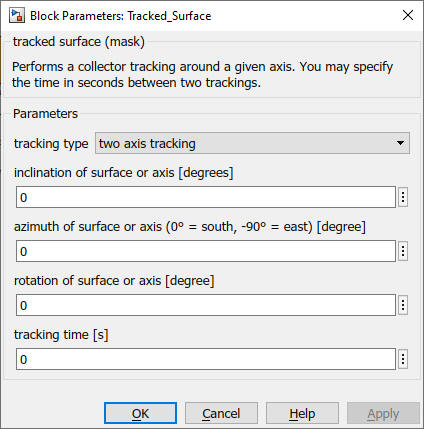 Block Parameters: Tracked_Surface
tracked surface (mask)
Performs a collector tracking around a given axis. You may specify
the time in seconds between two trackings.
Parameters
tracking type two axis tracking
inclination of surface or axis [degrees]
0
azimuth of surface or axis (0° = south, -90° = east) [degree]
0
rotation of surface or axis [degree]
0
tracking time [s]
0
OK Cancel Help Apply